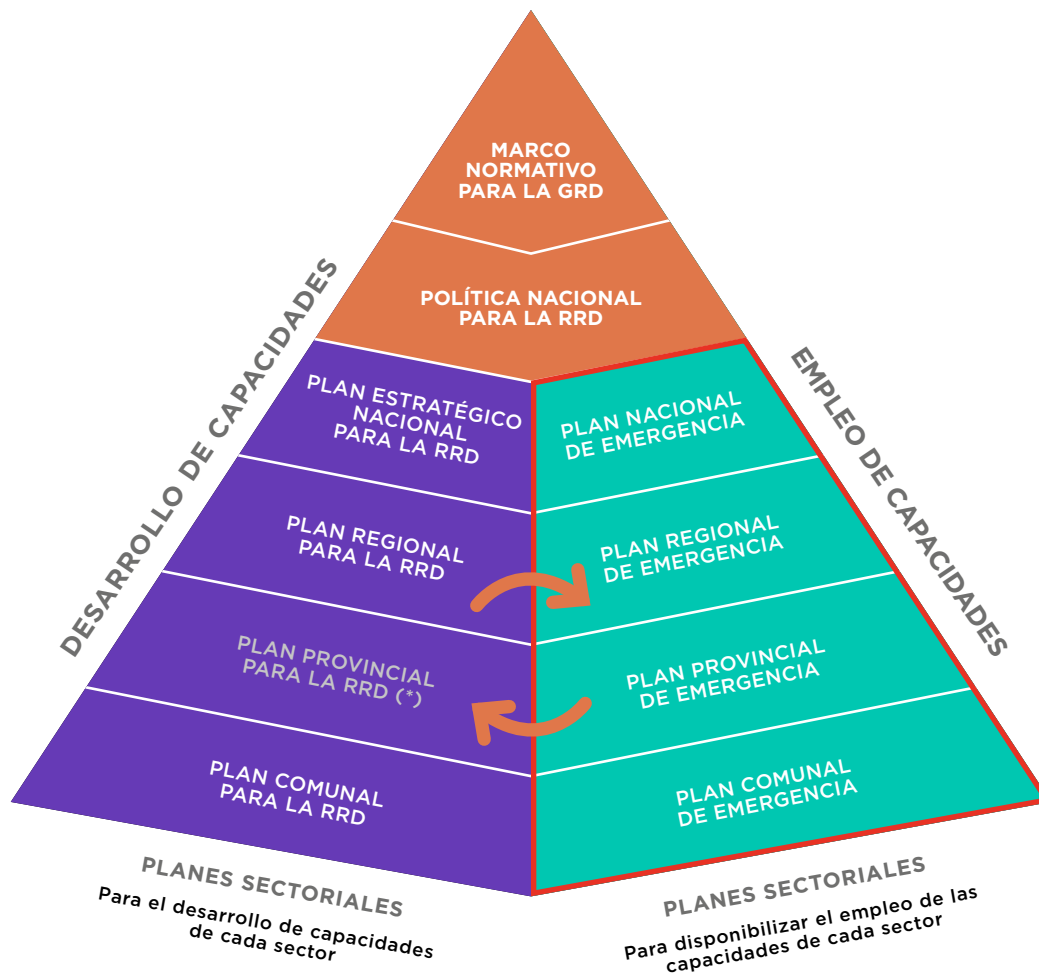 MARCO
NORMATIVO
PARA LA GRD
POLÍTICA NACIONAL
PARA LA RRD
DESARROLLO DE CAPACIDADES
PLAN ESTRATÉGICO
NACIONAL
PARA LA RRD
PLAN REGIONAL
PARA LA RRD
PLAN PROVINCIAL
PARA LA RRD (*)
PLAN COMUNAL
PARA LA RRD
EMPLEO DE CAPACIDADES
PLAN NACIONAL
DE EMERGENCIA
PLAN REGIONAL
DE EMERGENCIA
PLAN PROVINCIAL
DE EMERGENCIA
PLAN COMUNAL
DE EMERGENCIA
PLANES SECTORIALES
Para el desarrollo de capacidades
de cada sector
PLANES SECTORIALES
Para disponibilizar el empleo de las
capacidades de cada sector